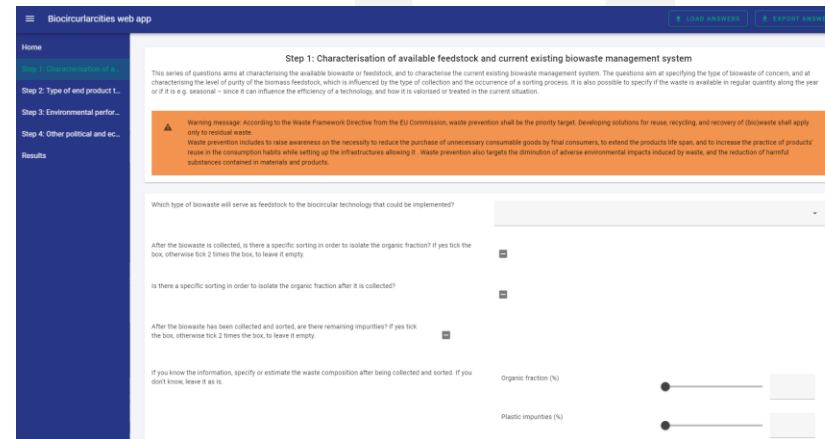 Biocircurlarcities web app
LOAD ANSWERS
EXPORT ANSWE
Home
Step 1: Characterisation of a...
Step 2: Type of end product t...
Step 3: Environmental perfor...
Step 4: Other political and ec...
Results
Step 1: Characterisation of available feedstock and current existing biowaste management system
This series of questions aims at characterising the available biowaste or feedstock, and to characterise the current existing biowaste management system. The questions aim at specifying the type of biowaste of concern, and at
characterising the level of purity of the biomass feedstock, which is influenced by the type of collection and the occurrence of a sorting process. It is also possible to specify if the waste is available in regular quantity along the year
or if it is e.g. seasonal – since it can influence the efficiency of a technology, and how it is valorised or treated in the current situation.
Warning message: According to the Waste Framework Directive from the EU Commission, waste prevention shall be the priority target. Developing solutions for reuse, recycling, and recovery of (bio)waste shall apply
only to residual waste.
Waste prevention includes to raise awareness on the necessity to reduce the purchase of unnecessary consumable goods by final consumers, to extend the products life span, and to increase the practice of products'
reuse in the consumption habits while setting up the infrastructures allowing it . Waste prevention also targets the diminution of adverse environmental impacts induced by waste, and the reduction of harmful
substances contained in materials and products.
Which type of biowaste will serve as feedstock to the biocircular technology that could be implemented?
After the biowaste is collected, is there a specific sorting in order to isolate the organic fraction? If yes tick the
box, otherwise tick 2 times the box, to leave it empty.
Is there a specific sorting in order to isolate the organic fraction after it is collected?
After the biowaste has been collected and sorted, are there remaining impurities? if yes tick
the box, otherwise tick 2 times the box, to leave it empty.
If you know the information, specify or estimate the waste composition after being collected and sorted. If you
don't know, leave it as is.
Organic fraction (%)
Plastic impurities (%)